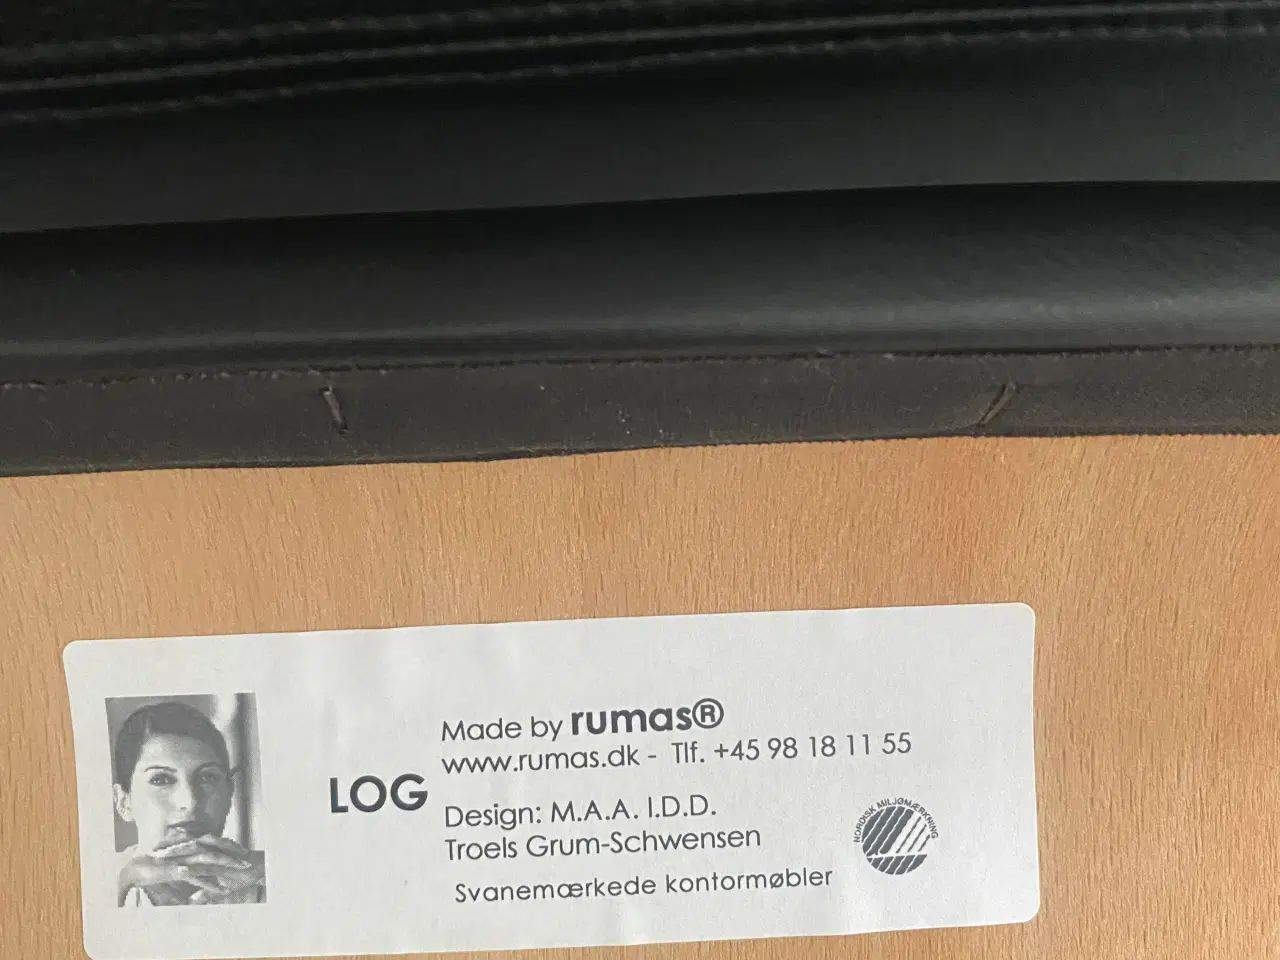 Made by rumas®
www.rumas.dk - Tlf. +45 98 18 11 55
LOG
Design: M.A.A. I.D.D.
Troels Grum-Schwensen
Svanemærkede kontormøbler
NORDISK MILJØMÆRKNING